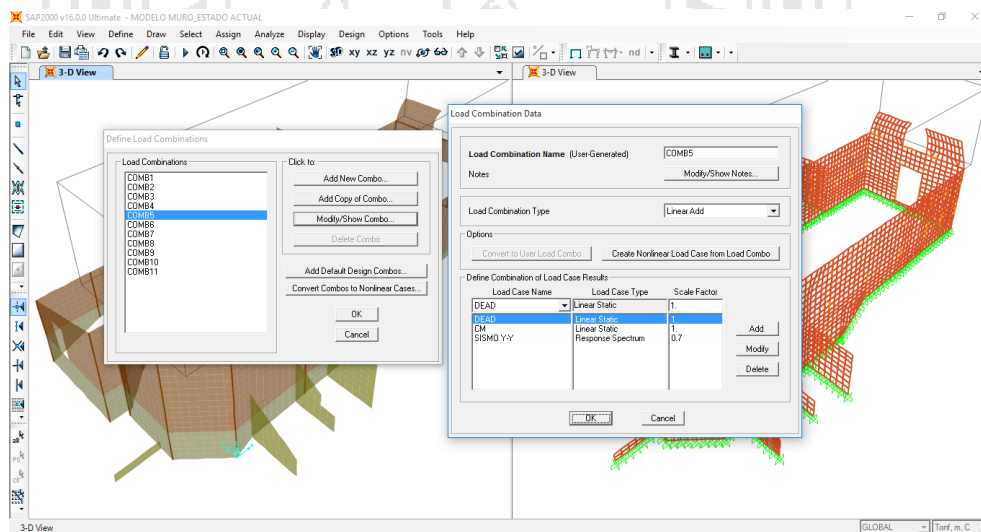 SAP2000 v16.0.0 Ultimate - MODELO MURO_ESTADO ACTUAL
File Edit View Define Draw Select Assign Analyze Display Design Options Tools Help
xy xz yz nv
nd
3-D View
3-D View
Define Load Combinations
Load Combinations
COMB1
COMB2
COMB3
COMB4
COMB5
COMB6
COMB7
COMB8
COMB9
COMB10
COMB11
Click to:
Add New Combo...
Add Copy of Combo...
Modify/Show Combo...
Delete Combo
Add Default Design Combos...
Convert Combos to Nonlinear Cases...
OK
Cancel
Load Combination Data
Load Combination Name (User-Generated) COMB5
Notes Modify/Show Notes...
Load Combination Type Linear Add
Options
Convert to User Load Combo Create Nonlinear Load Case from Load Combo
Define Combination of Load Case Results
Load Case Name Load Case Type Scale Factor
DEAD Linear Static 1.
DEAD Linear Static 1.
CM Linear Static 1.
SISMO Y-Y Response Spectrum 0.7
Add
Modify
Delete
OK Cancel
3-D View GLOBAL Tonf, m, C